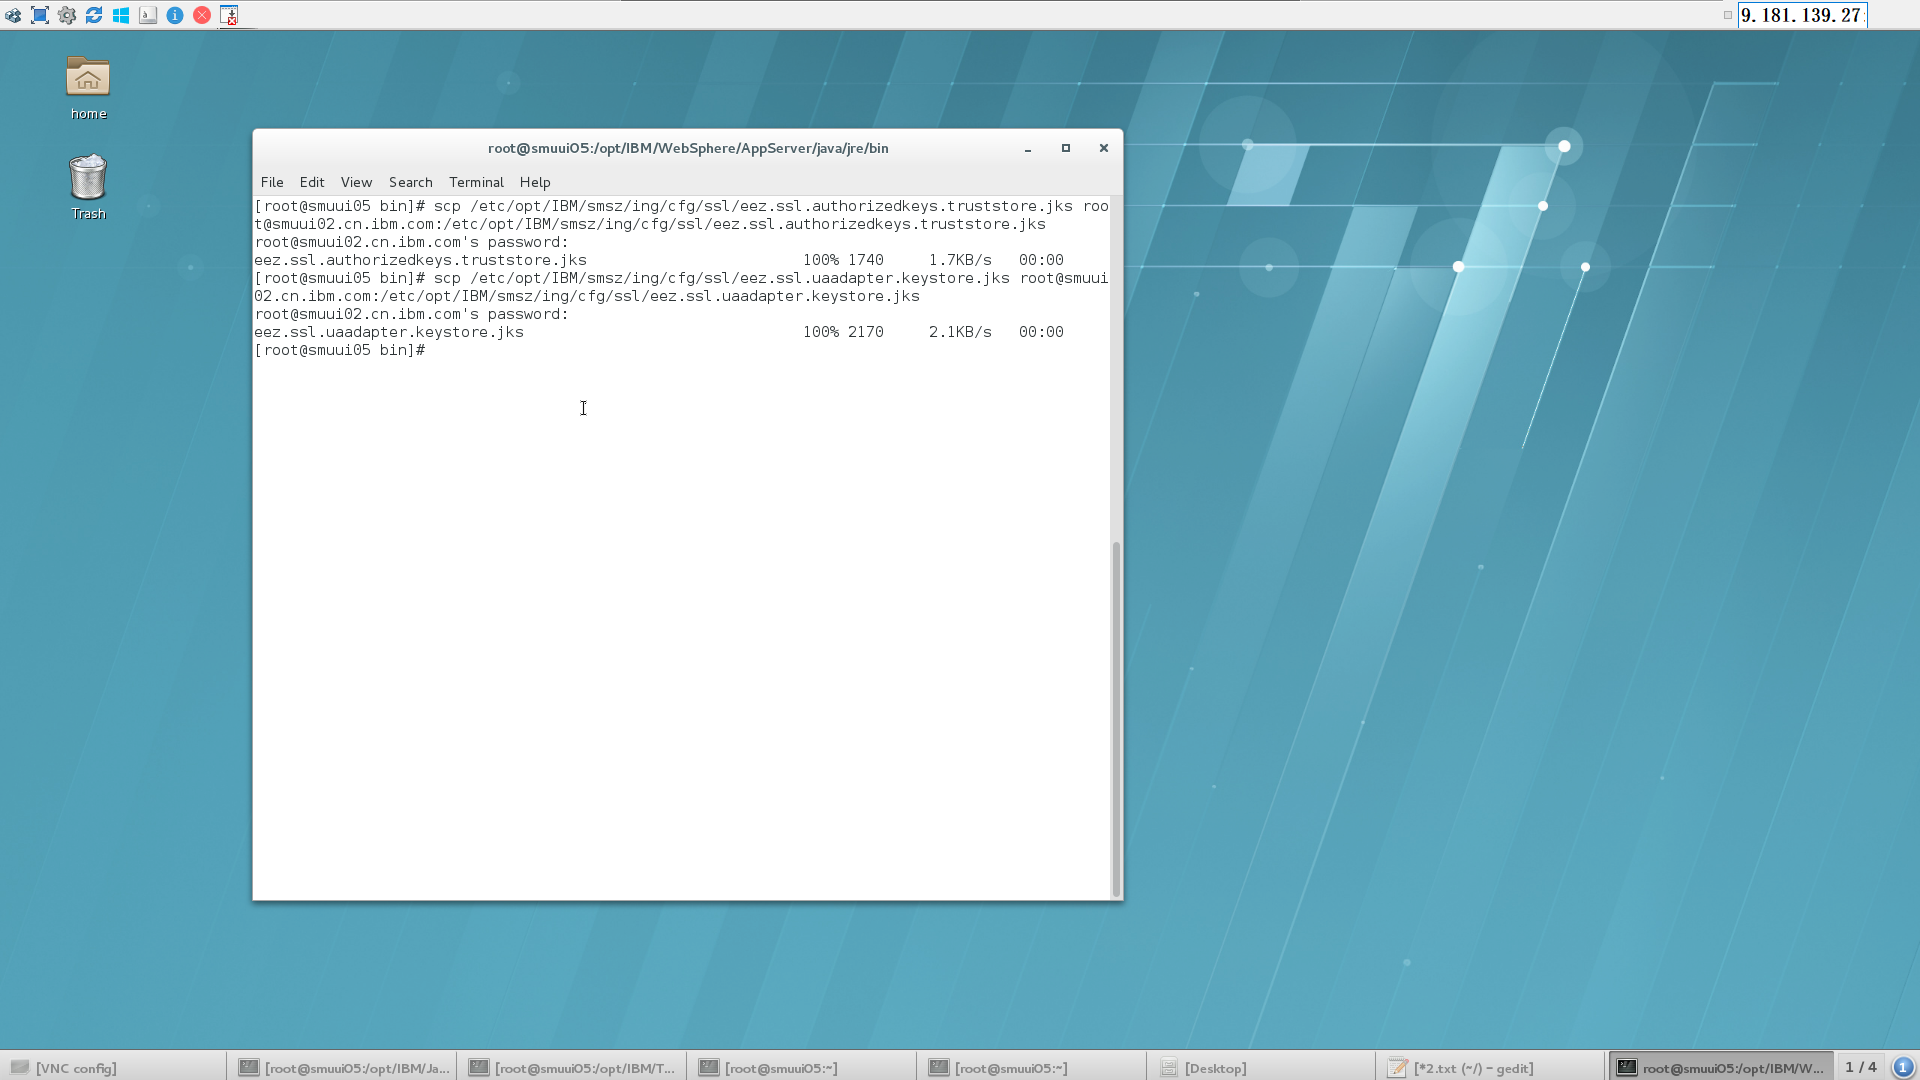 9.181.139.27
home
Trash
root@smuui05:/opt/IBM/WebSphere/AppServer/java/jre/bin
File Edit View Search Terminal Help
[root@smuui05 bin]# scp /etc/opt/IBM/smsz/ing/cfg/ssl/eez.ssl.authorizedkeys.truststore.jks roo
t@smuui02.cn.ibm.com:/etc/opt/IBM/smsz/ing/cfg/ssl/eez.ssl.authorizedkeys.truststore.jks
root@smuui02.cn.ibm.com's password:
eez.ssl.authorizedkeys.truststore.jks 100% 1740 1.7KB/s 00:00
[root@smuui05 bin]# scp /etc/opt/IBM/smsz/ing/cfg/ssl/eez.ssl.uaadapter.keystore.jks root@smuui
02.cn.ibm.com:/etc/opt/IBM/smsz/ing/cfg/ssl/eez.ssl.uaadapter.keystore.jks
root@smuui02.cn.ibm.com's password:
eez.ssl.uaadapter.keystore.jks 100% 2170 2.1KB/s 00:00
[root@smuui05 bin]#
[VNC config] [root@smuui05:/opt/IBM/Ja... [root@smuui05:/opt/IBM/T... [root@smuui05:~] [root@smuui05:~] [Desktop] [*2.txt (~/) - gedit] root@smuui05:/opt/IBM/W... 1 / 4 1